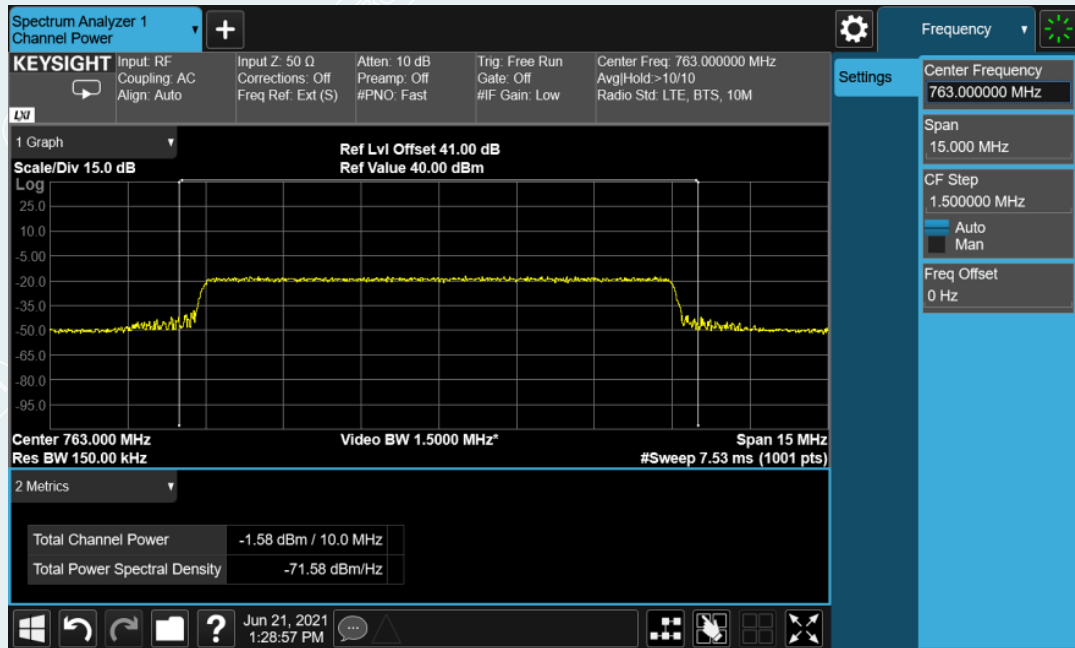 Spectrum Analyzer 1
Channel Power
+
Frequency
KEYSIGHT
LXI
Input: RF
Coupling: AC
Align: Auto
Input Z: 50 Ω
Corrections: Off
Freq Ref: Ext (S)
Atten: 10 dB
Preamp: Off
#PNO: Fast
Trig: Free Run
Gate: Off
#IF Gain: Low
Center Freq: 763.000000 MHz
Avg|Hold:>10/10
Radio Std: LTE, BTS, 10M
Settings
Center Frequency
763.000000 MHz
Span
15.000 MHz
CF Step
1.500000 MHz
Auto
Man
Freq Offset
0 Hz
1 Graph
Scale/Div 15.0 dB
Ref Lvl Offset 41.00 dB
Ref Value 40.00 dBm
Log
25.0
10.0
-5.00
-20.0
-35.0
-50.0
-65.0
-80.0
-95.0
Center 763.000 MHz
Res BW 150.00 kHz
Video BW 1.5000 MHz*
Span 15 MHz
#Sweep 7.53 ms (1001 pts)
2 Metrics
Total Channel Power -1.58 dBm / 10.0 MHz
Total Power Spectral Density -71.58 dBm/Hz
?
Jun 21, 2021
1:28:57 PM